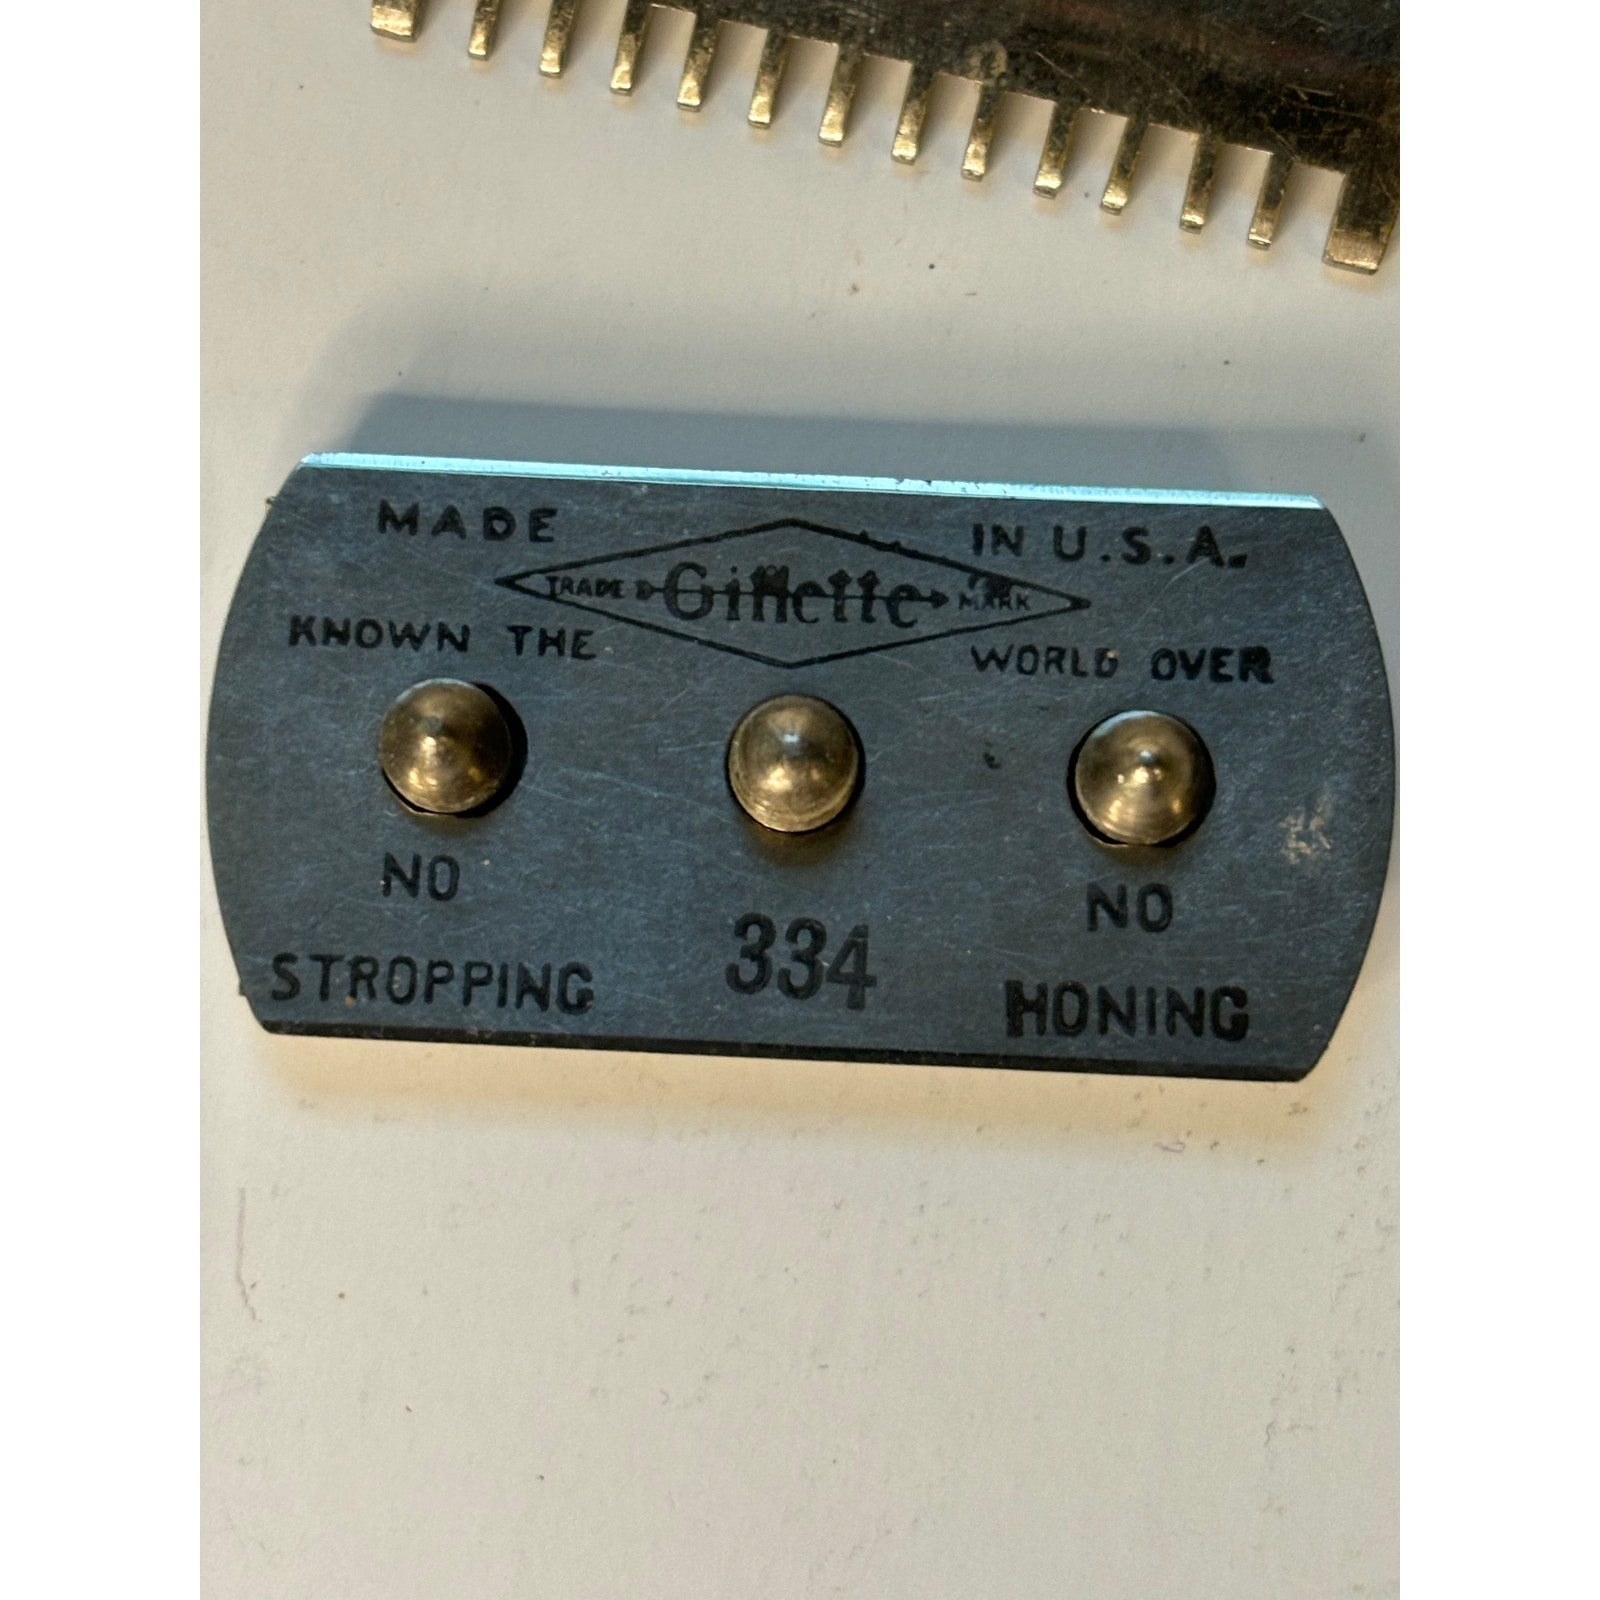 MADE IN U.S.A.
TRADE Gillette MARK
KNOWN THE WORLD OVER
NO NO
STROPPING 334 HONING